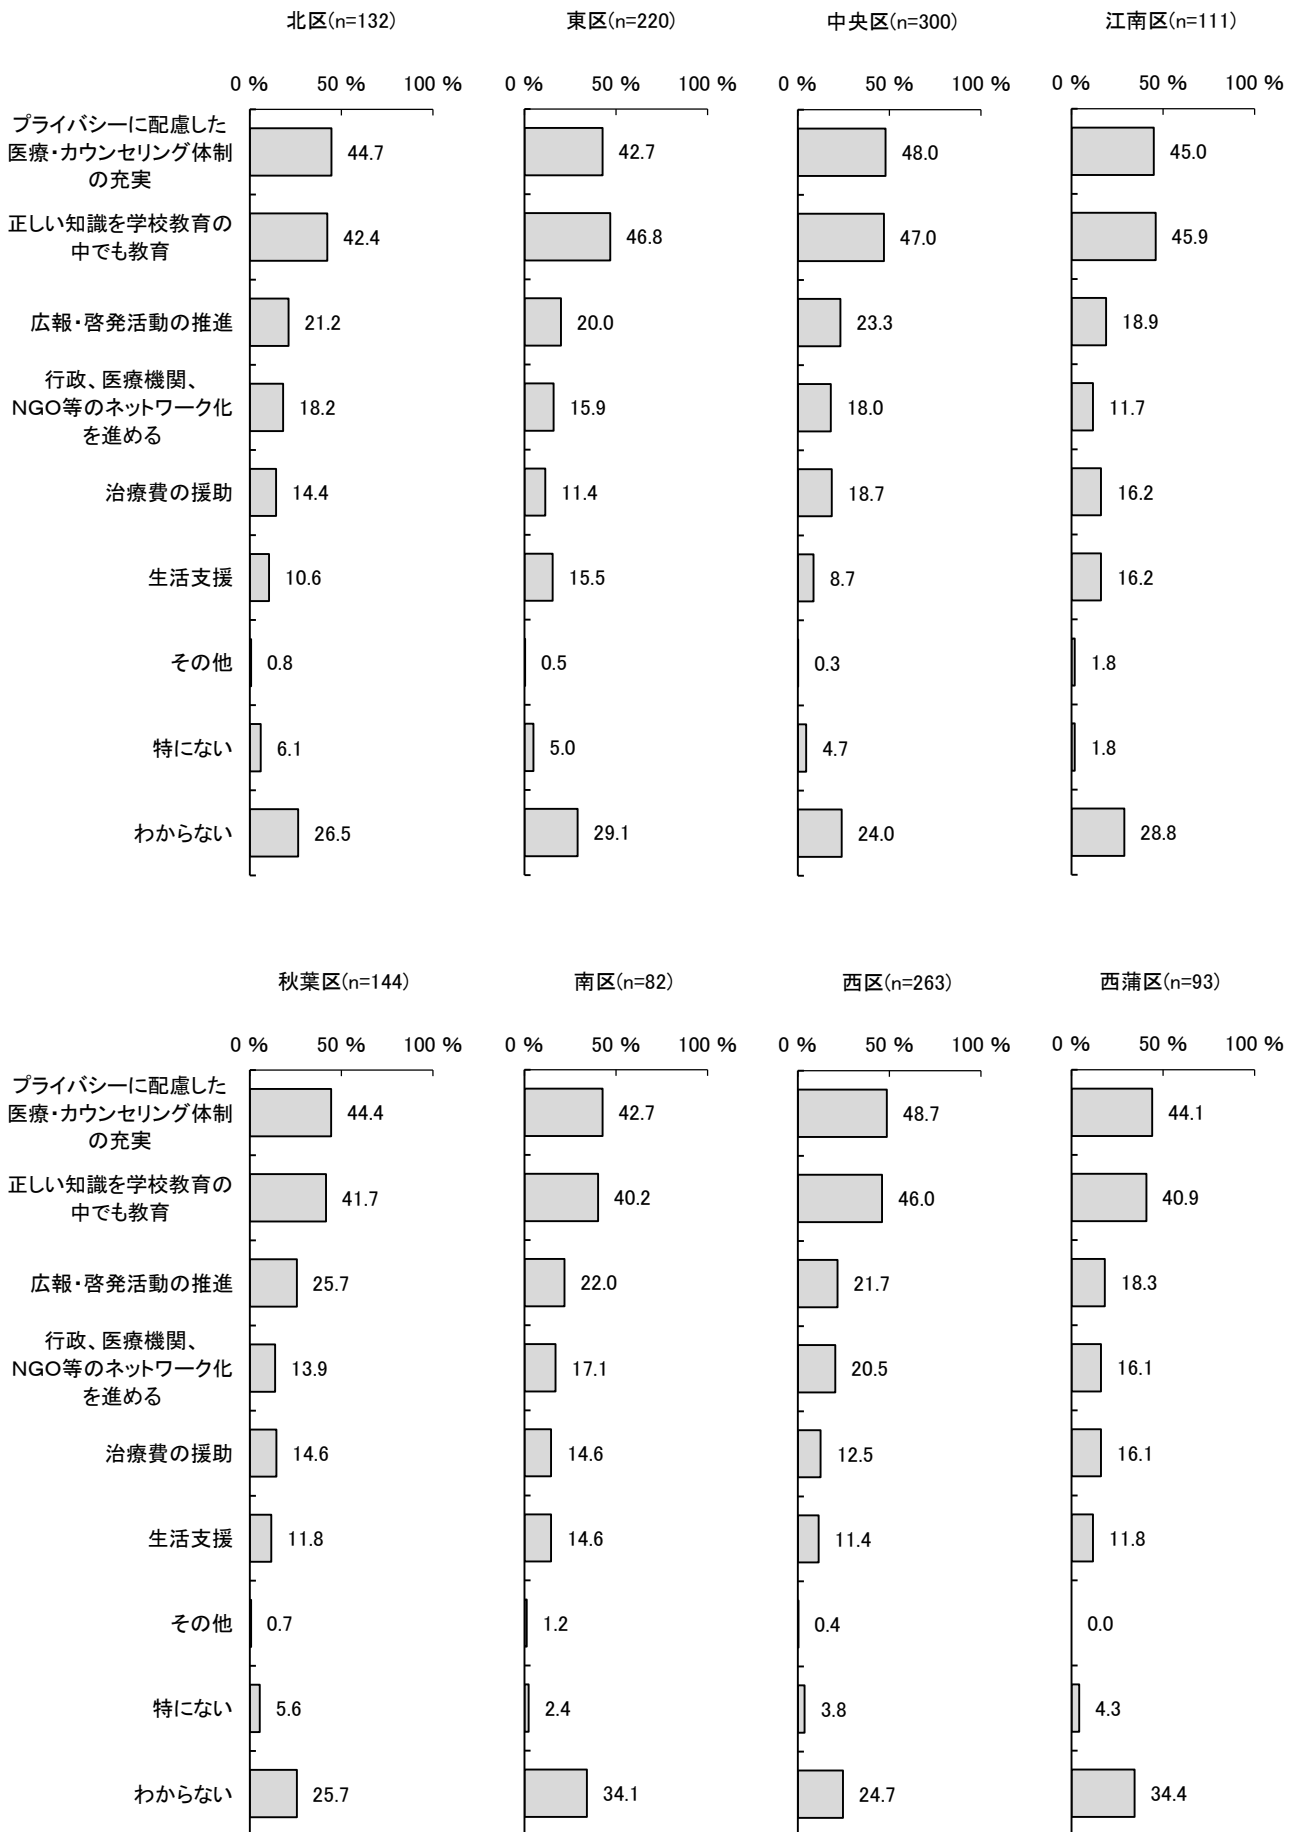 北区(n=132) 東区(n=220) 中央区(n=300) 江南区(n=111)
0 % 50 % 100 % 0 % 50 % 100 % 0 % 50 % 100 % 0 % 50 % 100 %
プライバシーに配慮した
医療・カウンセリング体制
の充実
44.7 42.7 48.0 45.0
正しい知識を学校教育の
中でも教育
42.4 46.8 47.0 45.9
広報・啓発活動の推進 21.2 20.0 23.3 18.9
行政、医療機関、
NGO等のネットワーク化
を進める
18.2 15.9 18.0 11.7
治療費の援助 14.4 11.4 18.7 16.2
生活支援 10.6 15.5 8.7 16.2
その他 0.8 0.5 0.3 1.8
特にない 6.1 5.0 4.7 1.8
わからない 26.5 29.1 24.0 28.8
秋葉区(n=144) 南区(n=82) 西区(n=263) 西蒲区(n=93)
0 % 50 % 100 % 0 % 50 % 100 % 0 % 50 % 100 % 0 % 50 % 100 %
プライバシーに配慮した
医療・カウンセリング体制
の充実
44.4 42.7 48.7 44.1
正しい知識を学校教育の
中でも教育
41.7 40.2 46.0 40.9
広報・啓発活動の推進 25.7 22.0 21.7 18.3
行政、医療機関、
NGO等のネットワーク化
を進める
13.9 17.1 20.5 16.1
治療費の援助 14.6 14.6 12.5 16.1
生活支援 11.8 14.6 11.4 11.8
その他 0.7 1.2 0.4 0.0
特にない 5.6 2.4 3.8 4.3
わからない 25.7 34.1 24.7 34.4